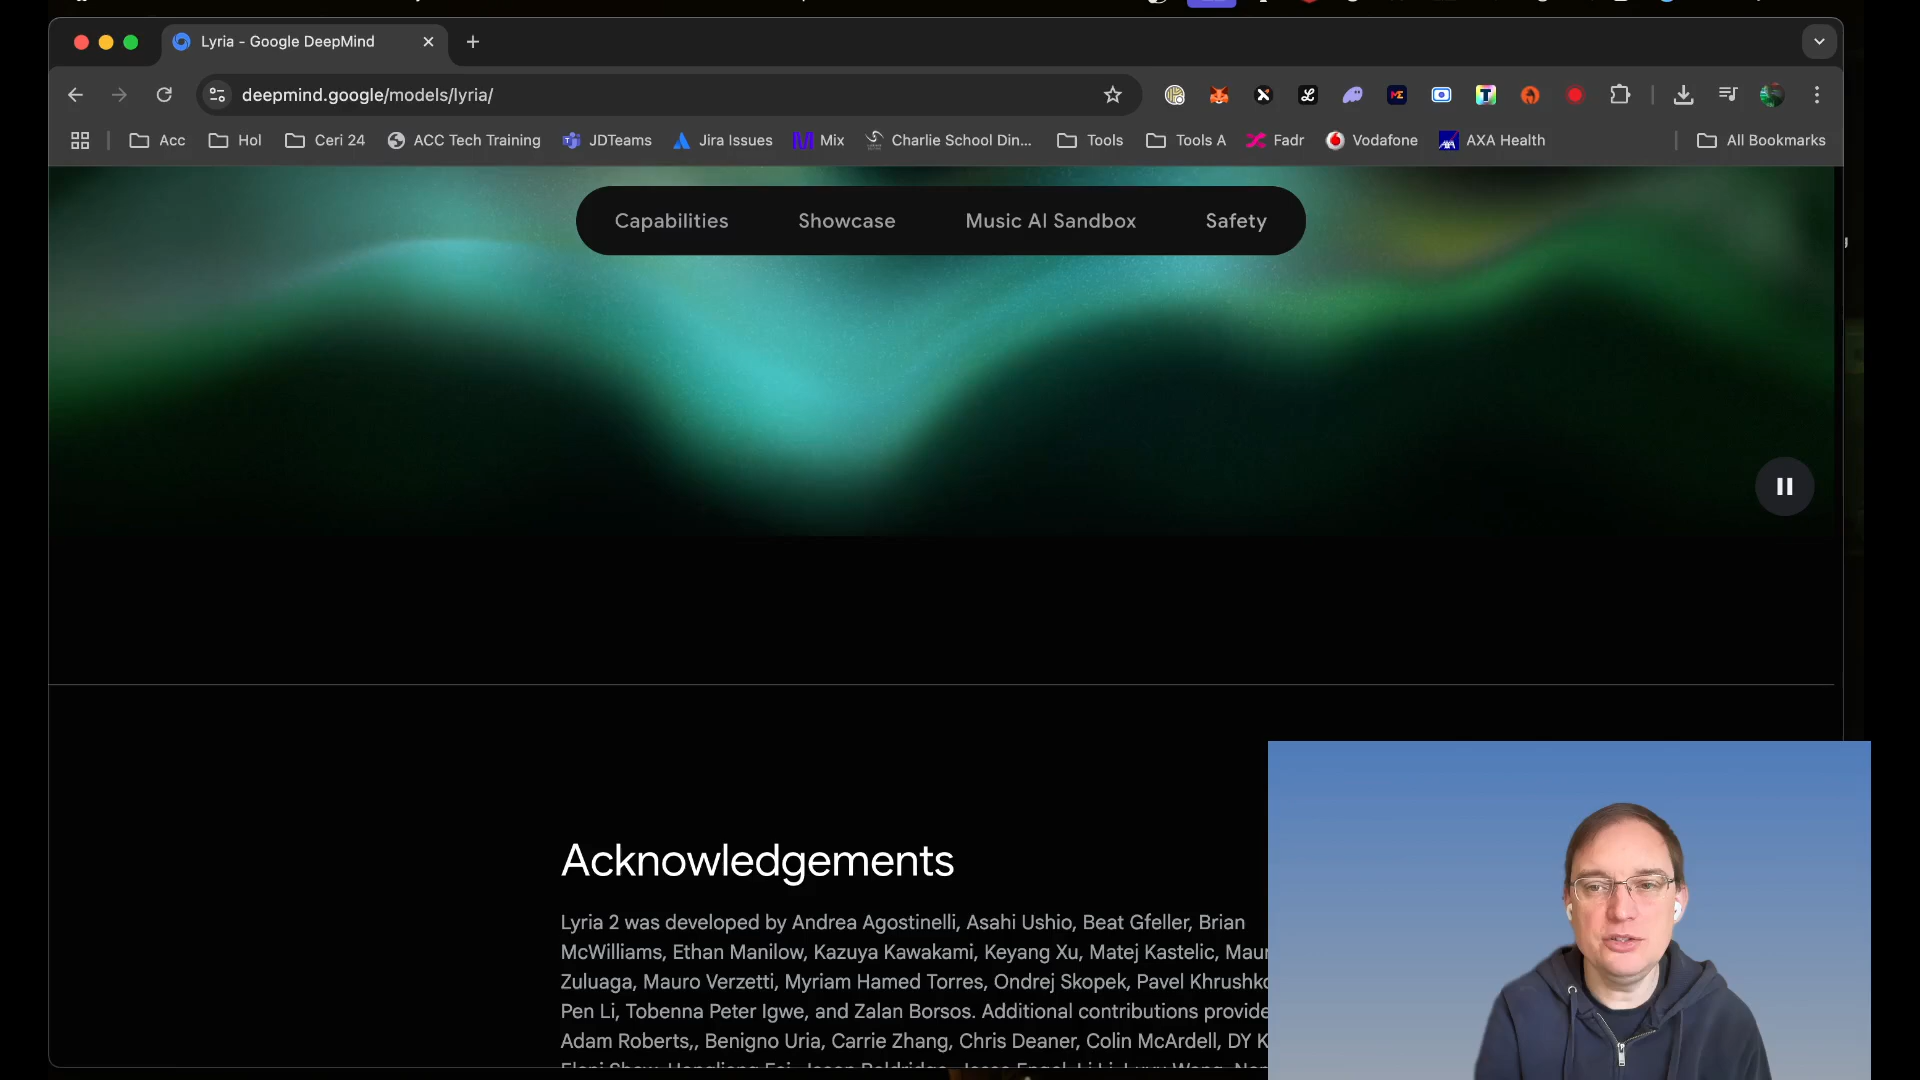 Lyria - Google DeepMind
deepmind.google/models/lyria/
Acc
Hol
Ceri 24
ACC Tech Training
JDTeams
Jira Issues
Mix
Charlie School Din...
Tools
Tools A
Fadr
Vodafone
AXA Health
All Bookmarks
Capabilities
Showcase
Music AI Sandbox
Safety
Acknowledgements
Lyria 2 was developed by Andrea Agostinelli, Asahi Ushio, Beat Gfeller, Brian
McWilliams, Ethan Manilow, Kazuya Kawakami, Keyang Xu, Matej Kastelic,
Zuluaga, Mauro Verzetti, Myriam Hamed Torres, Ondrej Skopek, Pavel
Pen Li, Tobenna Peter Igwe, and Zalan Borsos. Additional contributions
Adam Roberts,, Benigno Uria, Carrie Zhang, Chris Deaner, Colin McArdell, DY